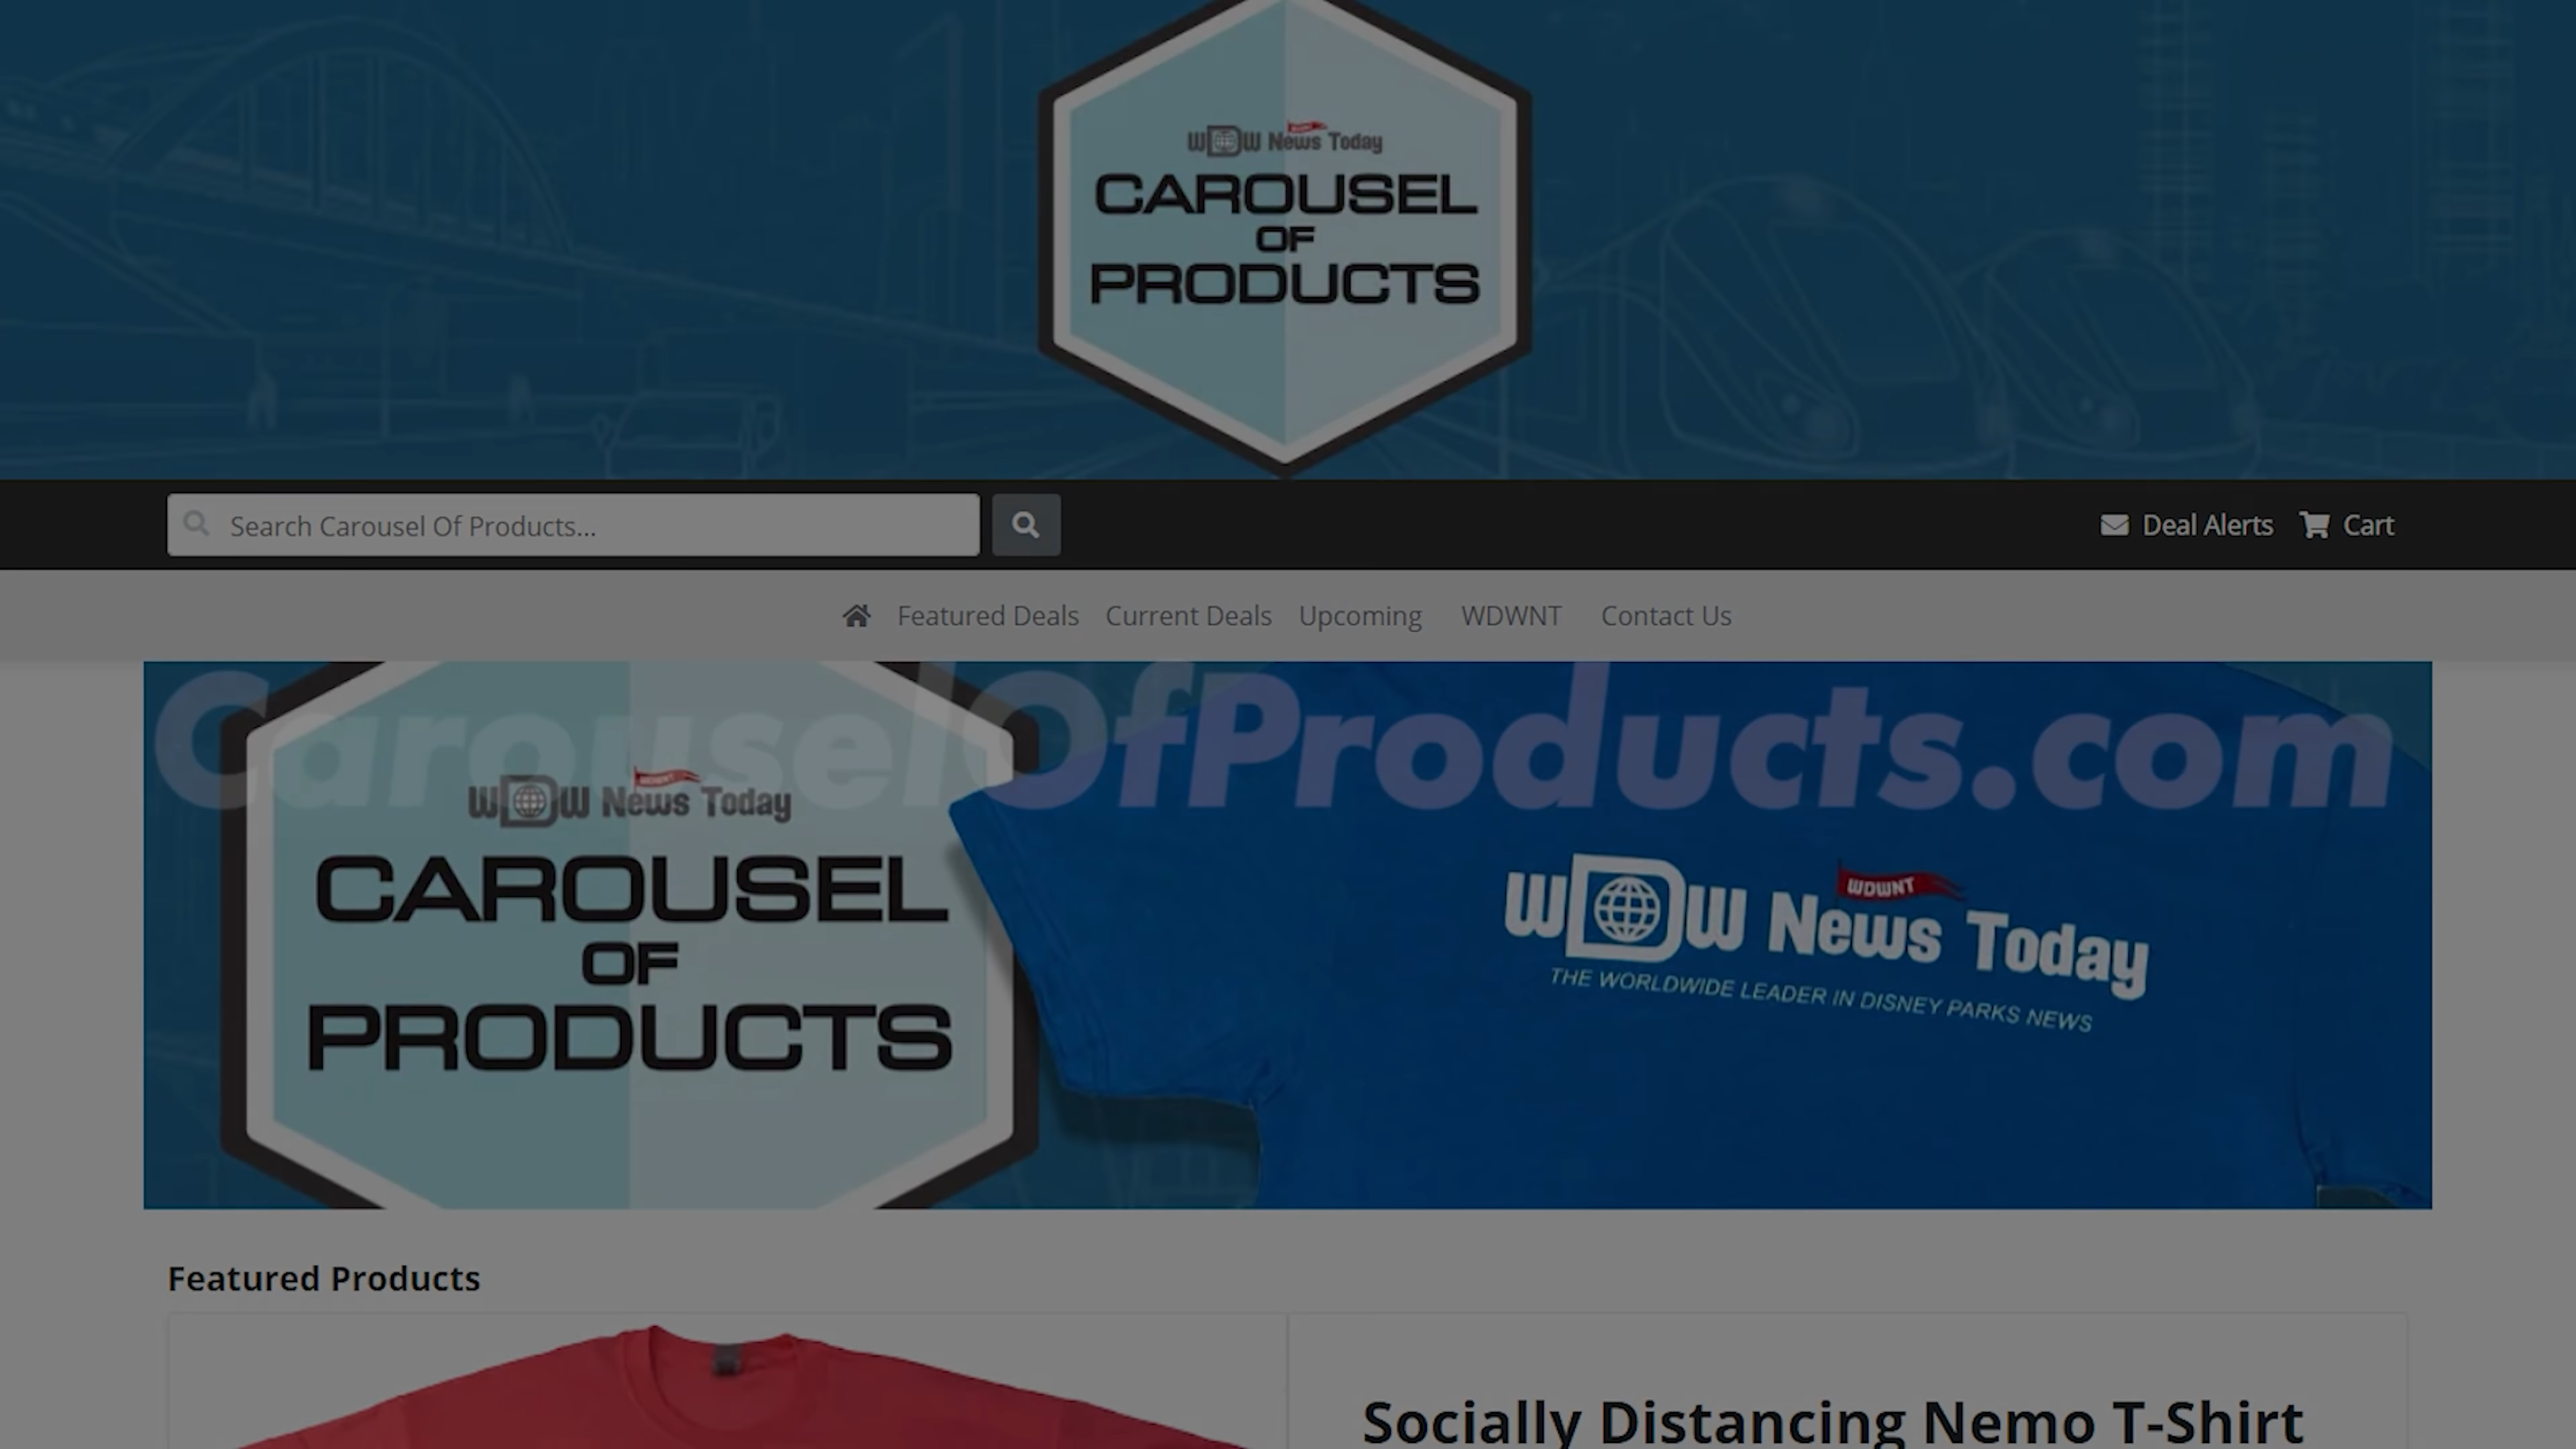 WDW News Today
CAROUSEL
OF
PRODUCTS
Search Carousel Of Products...
Deal Alerts
Cart
Featured Deals
Current Deals
Upcoming
WDWNT
Contact Us
CarouselOfProducts.com
WDWNT
WDW News Today
CAROUSEL
OF
PRODUCTS
WDWNT
WDW News Today
THE WORLDWIDE LEADER IN DISNEY PARKS NEWS
Featured Products
Socially Distancing Nemo T-Shirt